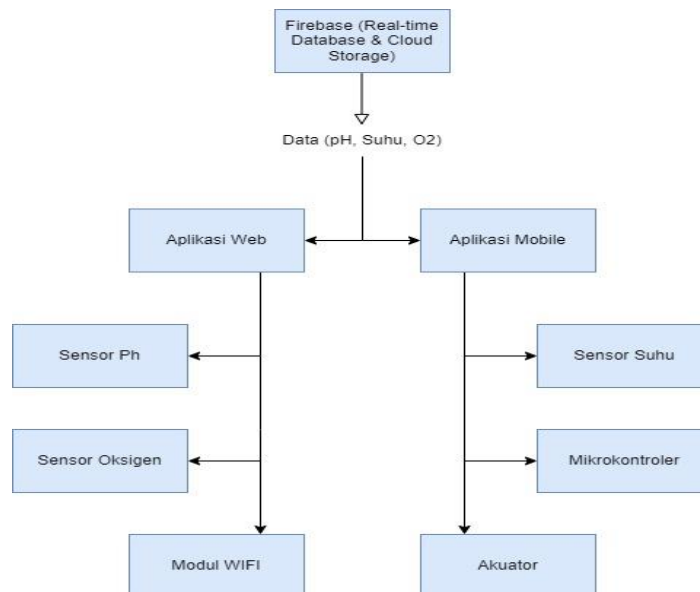 Firebase (Real-time
Database & Cloud
Storage)
Data (pH, Suhu, O2)
Aplikasi Web
Aplikasi Mobile
Sensor Ph
Sensor Suhu
Sensor Oksigen
Mikrokontroler
Modul WIFI
Akuator